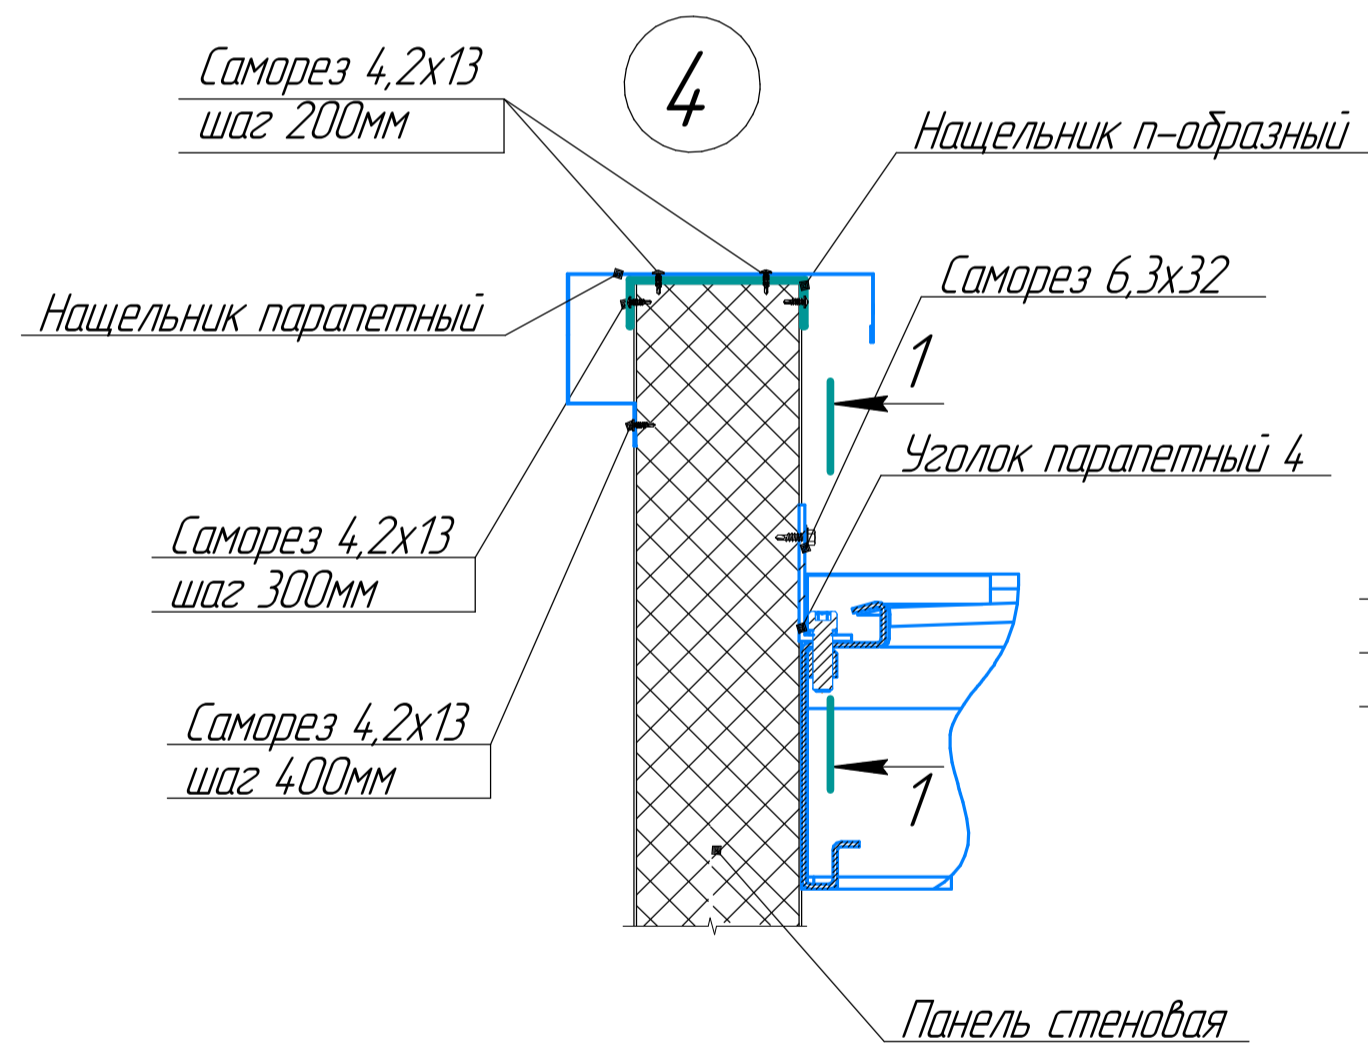 4
Саморез 4,2х13
шаг 200мм
Нащельник п-образный
Саморез 6,3х32
Нащельник парапетный
1
Уголок парапетный 4
Саморез 4,2х13
шаг 300мм
Саморез 4,2х13
шаг 400мм
1
Панель стеновая